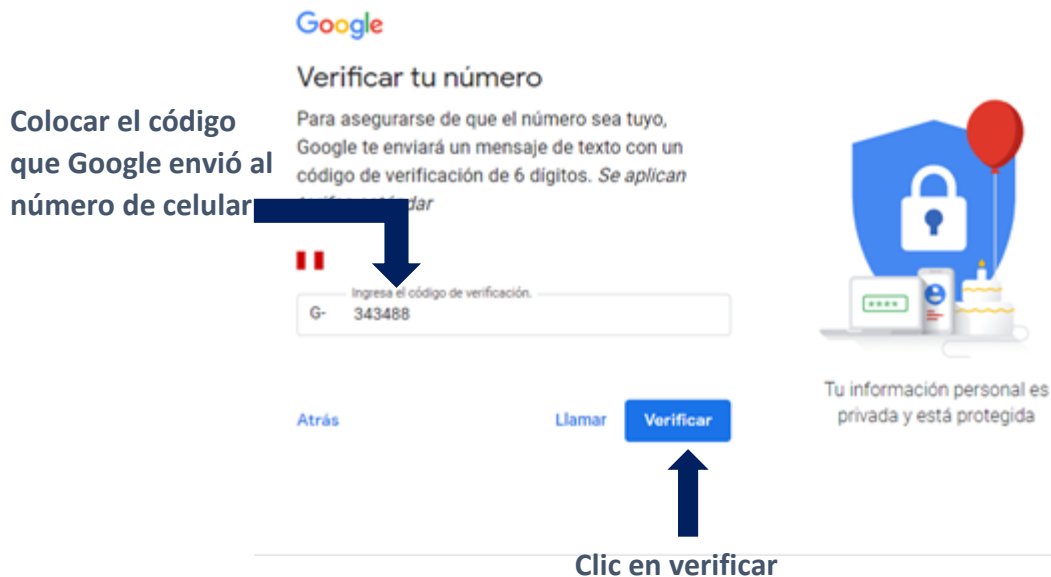 Google
Verificar tu número
Colocar el código
que Google envió al
número de celular
Para asegurarse de que el número sea tuyo,
Google te enviará un mensaje de texto con un
código de verificación de 6 dígitos. Se aplican
Ingresa el código de verificación.
G- 343488
Atrás
Llamar
Verificar
Tu información personal es
privada y está protegida
Clic en verificar